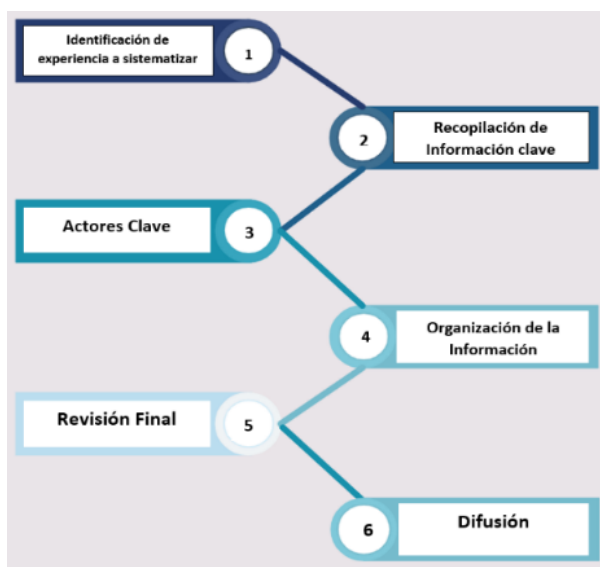 Identificación de
experiencia a sistematizar
1
2
Recopilación de
Información clave
Actores Clave
3
4
Organización de la
Información
Revisión Final
5
6
Difusión